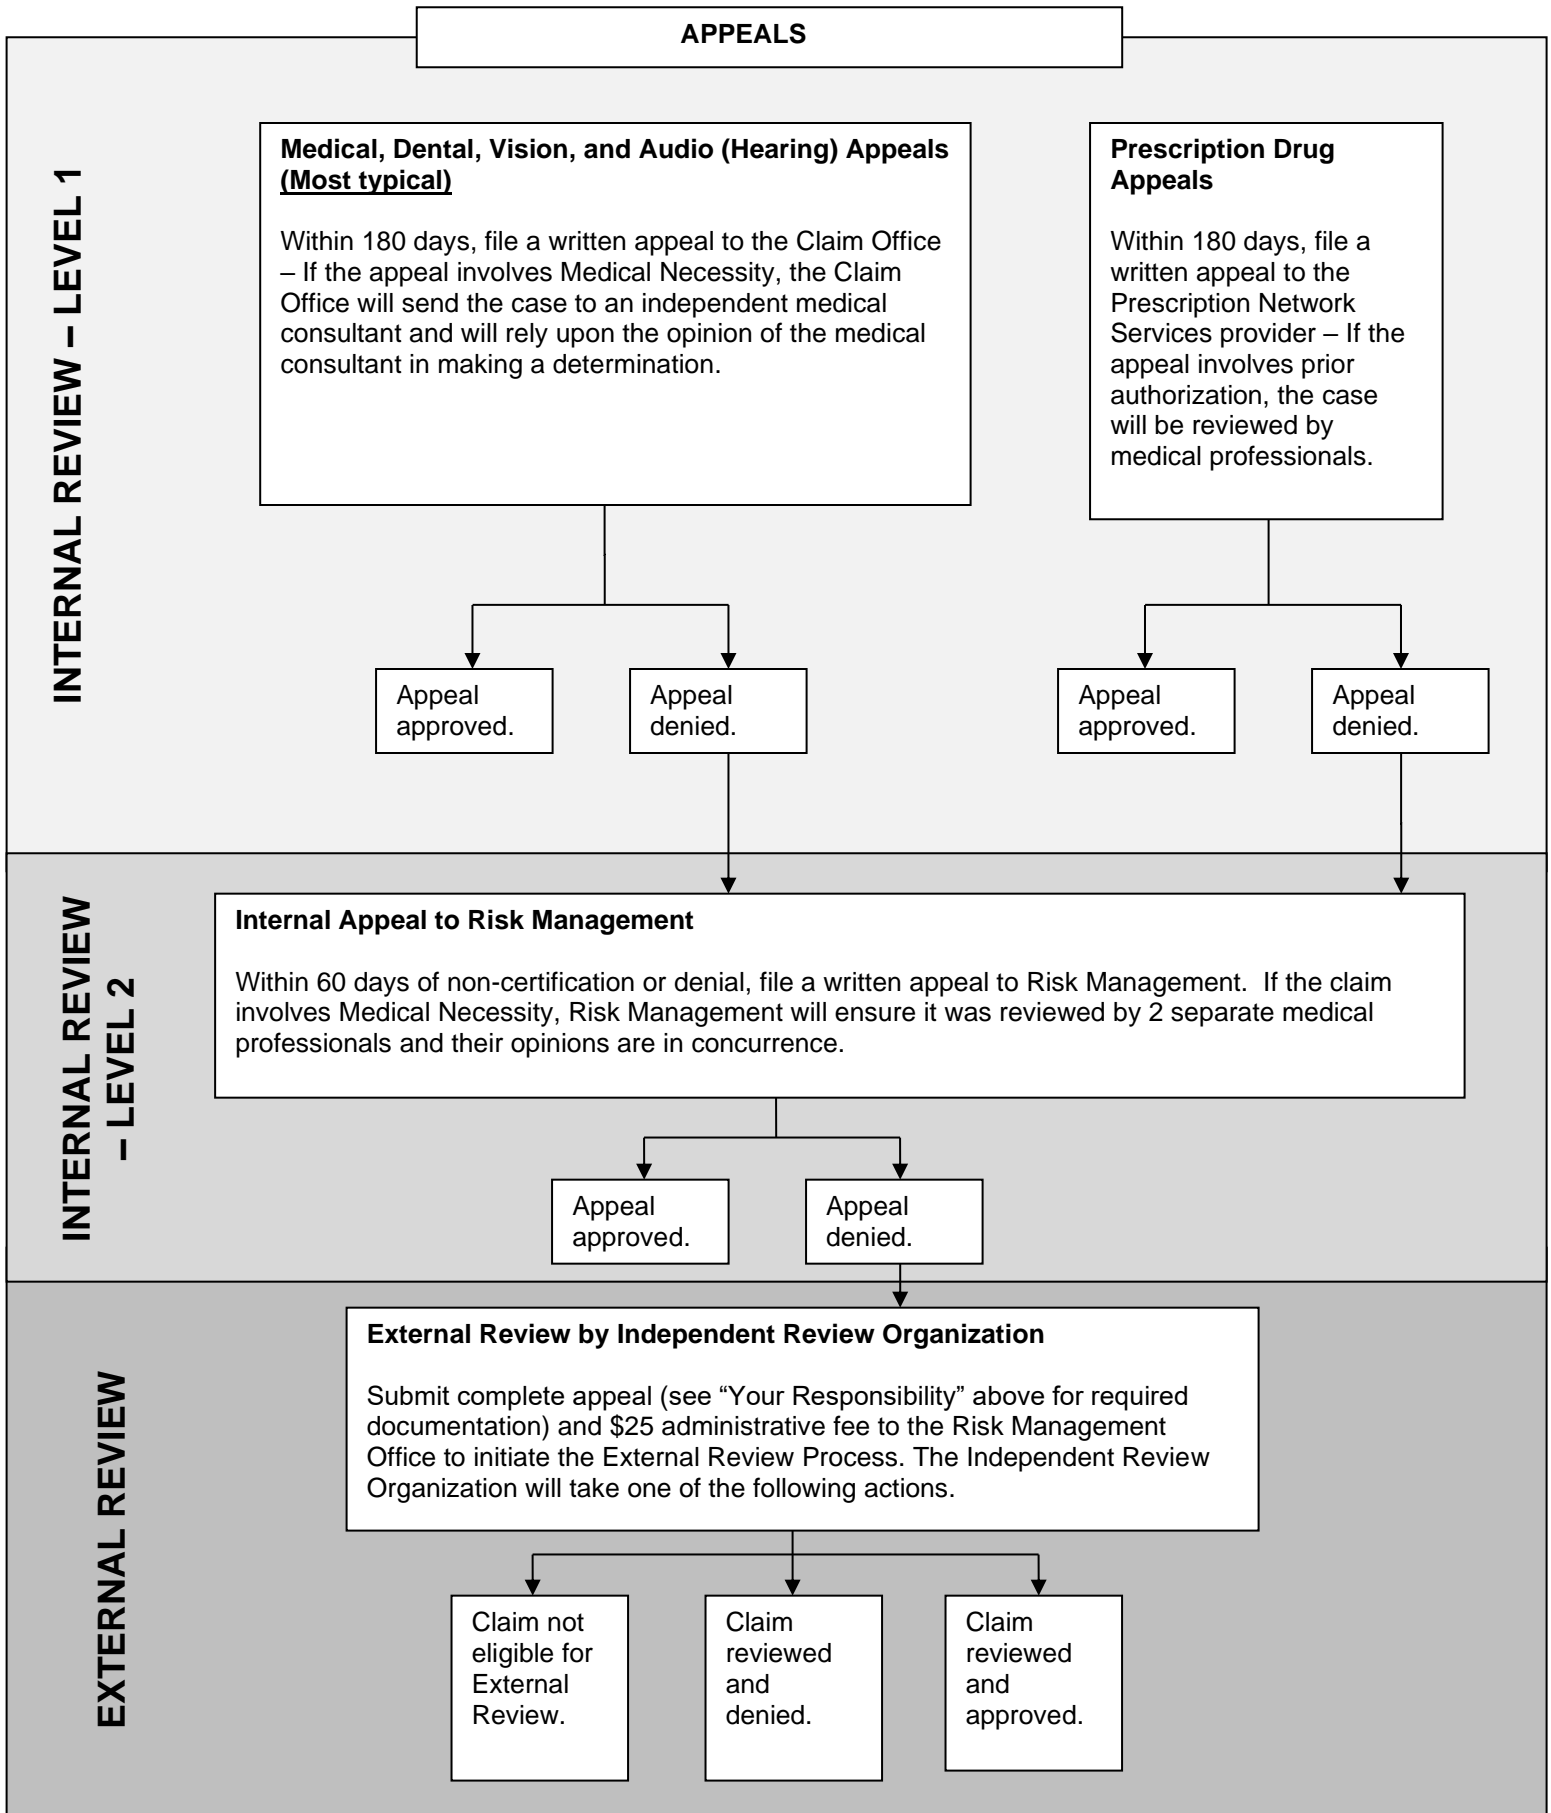 APPEALS
INTERNAL REVIEW – LEVEL 1
Medical, Dental, Vision, and Audio (Hearing) Appeals
(Most typical)
Within 180 days, file a written appeal to the Claim Office
– If the appeal involves Medical Necessity, the Claim
Office will send the case to an independent medical
consultant and will rely upon the opinion of the medical
consultant in making a determination.
Prescription Drug
Appeals
Within 180 days, file a
written appeal to the
Prescription Network
Services provider – If the
appeal involves prior
authorization, the case
will be reviewed by
medical professionals.
Appeal
approved.
Appeal
denied.
Appeal
approved.
Appeal
denied.
INTERNAL REVIEW
– LEVEL 2
Internal Appeal to Risk Management
Within 60 days of non-certification or denial, file a written appeal to Risk Management.  If the claim
involves Medical Necessity, Risk Management will ensure it was reviewed by 2 separate medical
professionals and their opinions are in concurrence.
Appeal
approved.
Appeal
denied.
EXTERNAL REVIEW
External Review by Independent Review Organization
Submit complete appeal (see “Your Responsibility” above for required
documentation) and $25 administrative fee to the Risk Management
Office to initiate the External Review Process. The Independent Review
Organization will take one of the following actions.
Claim not
eligible for
External
Review.
Claim
reviewed
and
denied.
Claim
reviewed
and
approved.